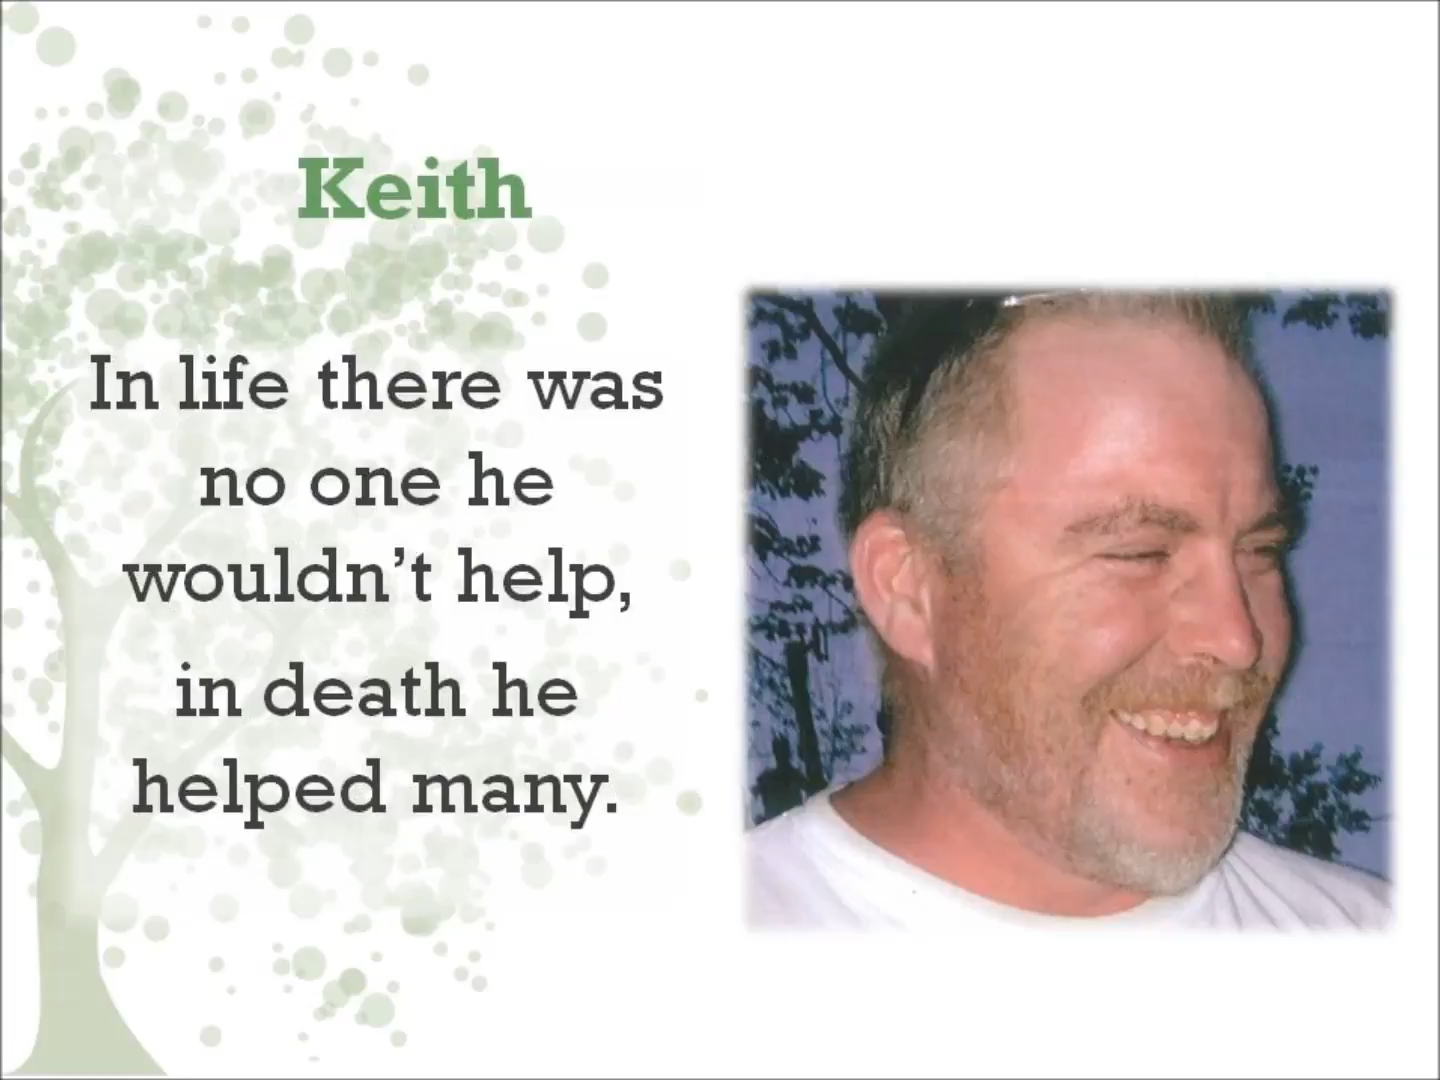 Keith
In life there was
no one he
wouldn’t help,
in death he
helped many.